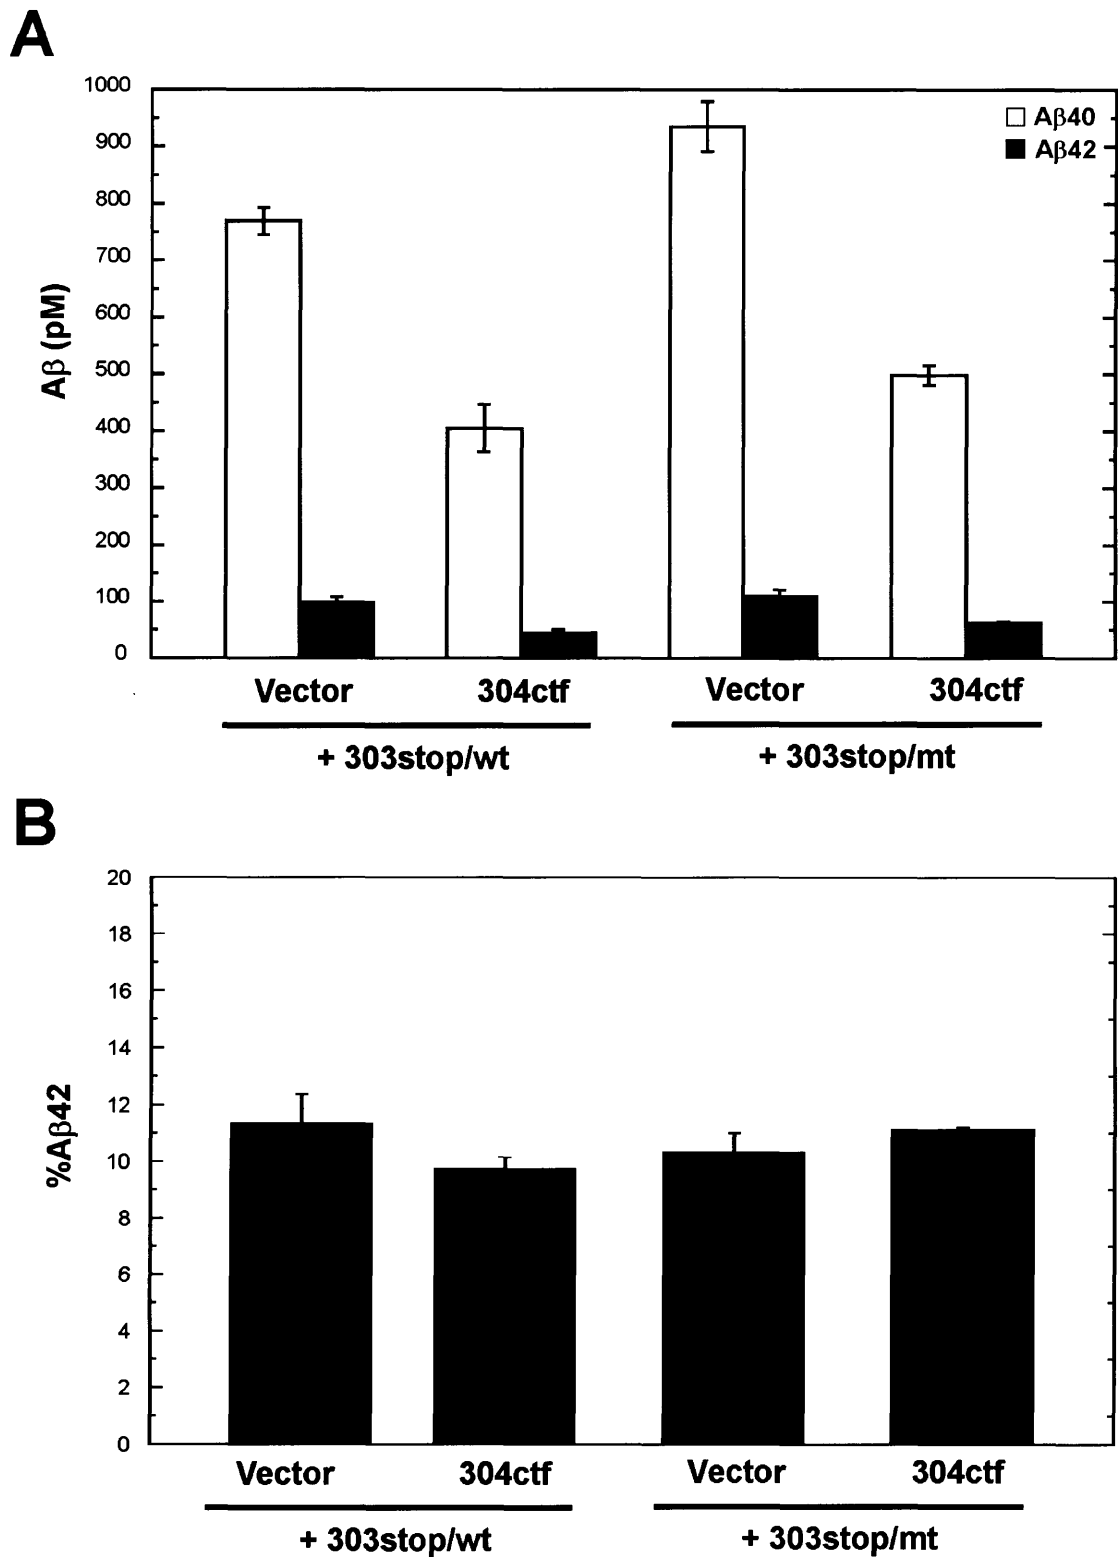 A
1000
900
800
700
600
500
400
300
200
100
0
Aβ (pM)
Aβ40
Aβ42
Vector 304ctf Vector 304ctf
+ 303stop/wt + 303stop/mt
B
20
18
16
14
12
10
8
6
4
2
0
%Aβ42
Vector 304ctf Vector 304ctf
+ 303stop/wt + 303stop/mt